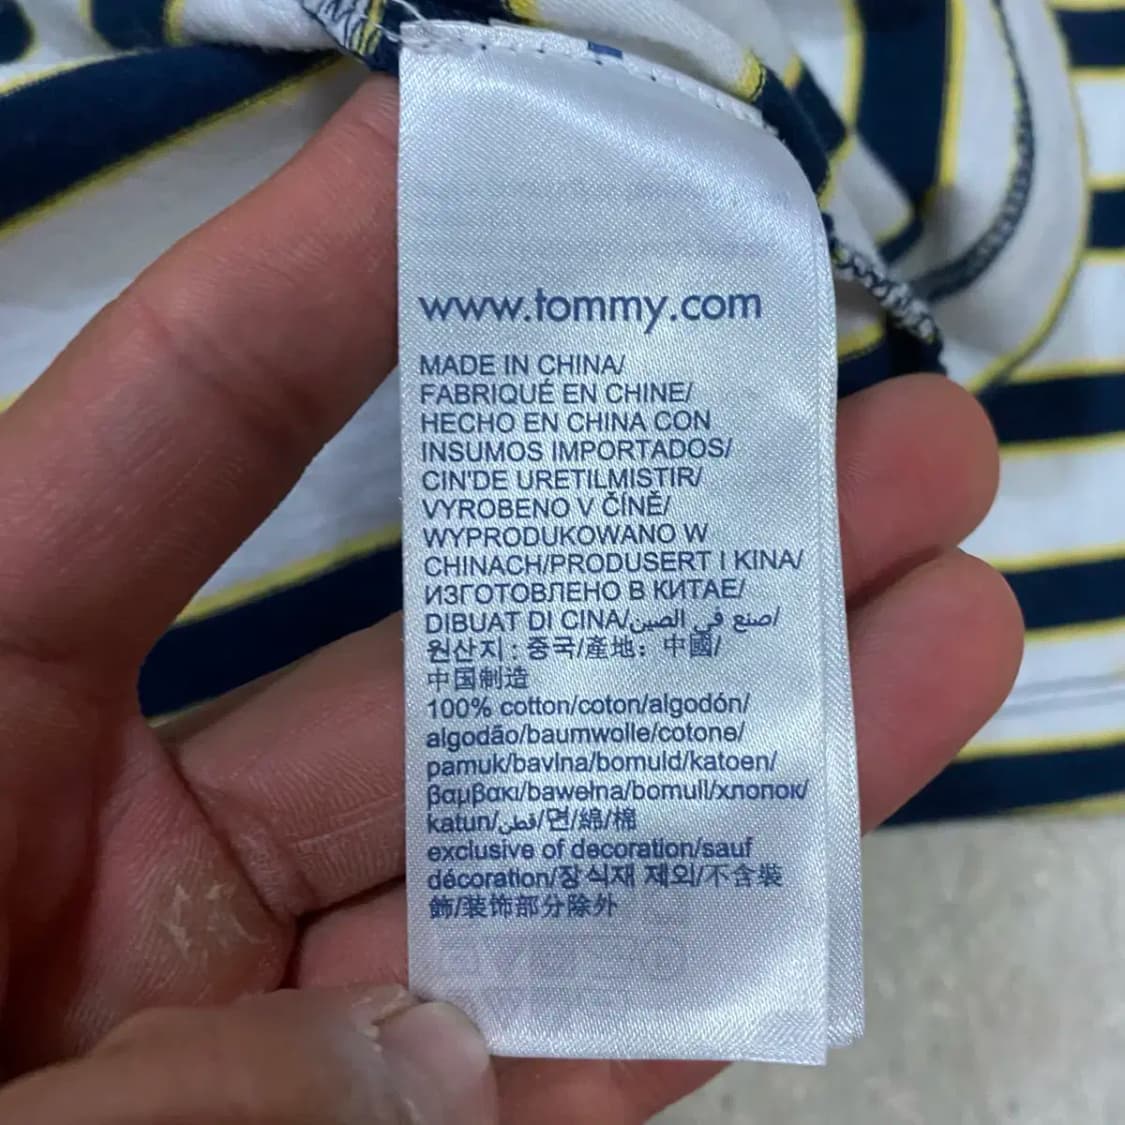 www.tommy.com
MADE IN CHINA/
FABRIQUÉ EN CHINE/
HECHO EN CHINA CON
INSUMOS IMPORTADOS/
CIN'DE URETILMISTIR/
VYROBENO V ČÍNĚ/
WYPRODUKOWANO W
CHINACH/PRODUSERT I KINA/
ИЗГОТОВЛЕНО В КИТАЕ/
DIBUAT DI CINA/صنع في الصين/
원산지 : 중국/產地：中國/
中国制造
100% cotton/coton/algodón/
algodão/baumwolle/cotone/
pamuk/bavlna/bomuld/katoen/
βαμβακι/bawełna/bomull/хлопок/
katun/قطن/면/綿/棉
exclusive of decoration/sauf
décoration/장식재 제외/不含裝
飾/装饰部分除外